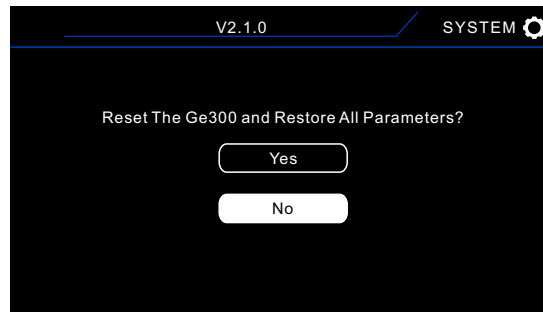 V2.1.0
SYSTEM
Reset The Ge300 and Restore All Parameters?
Yes
No